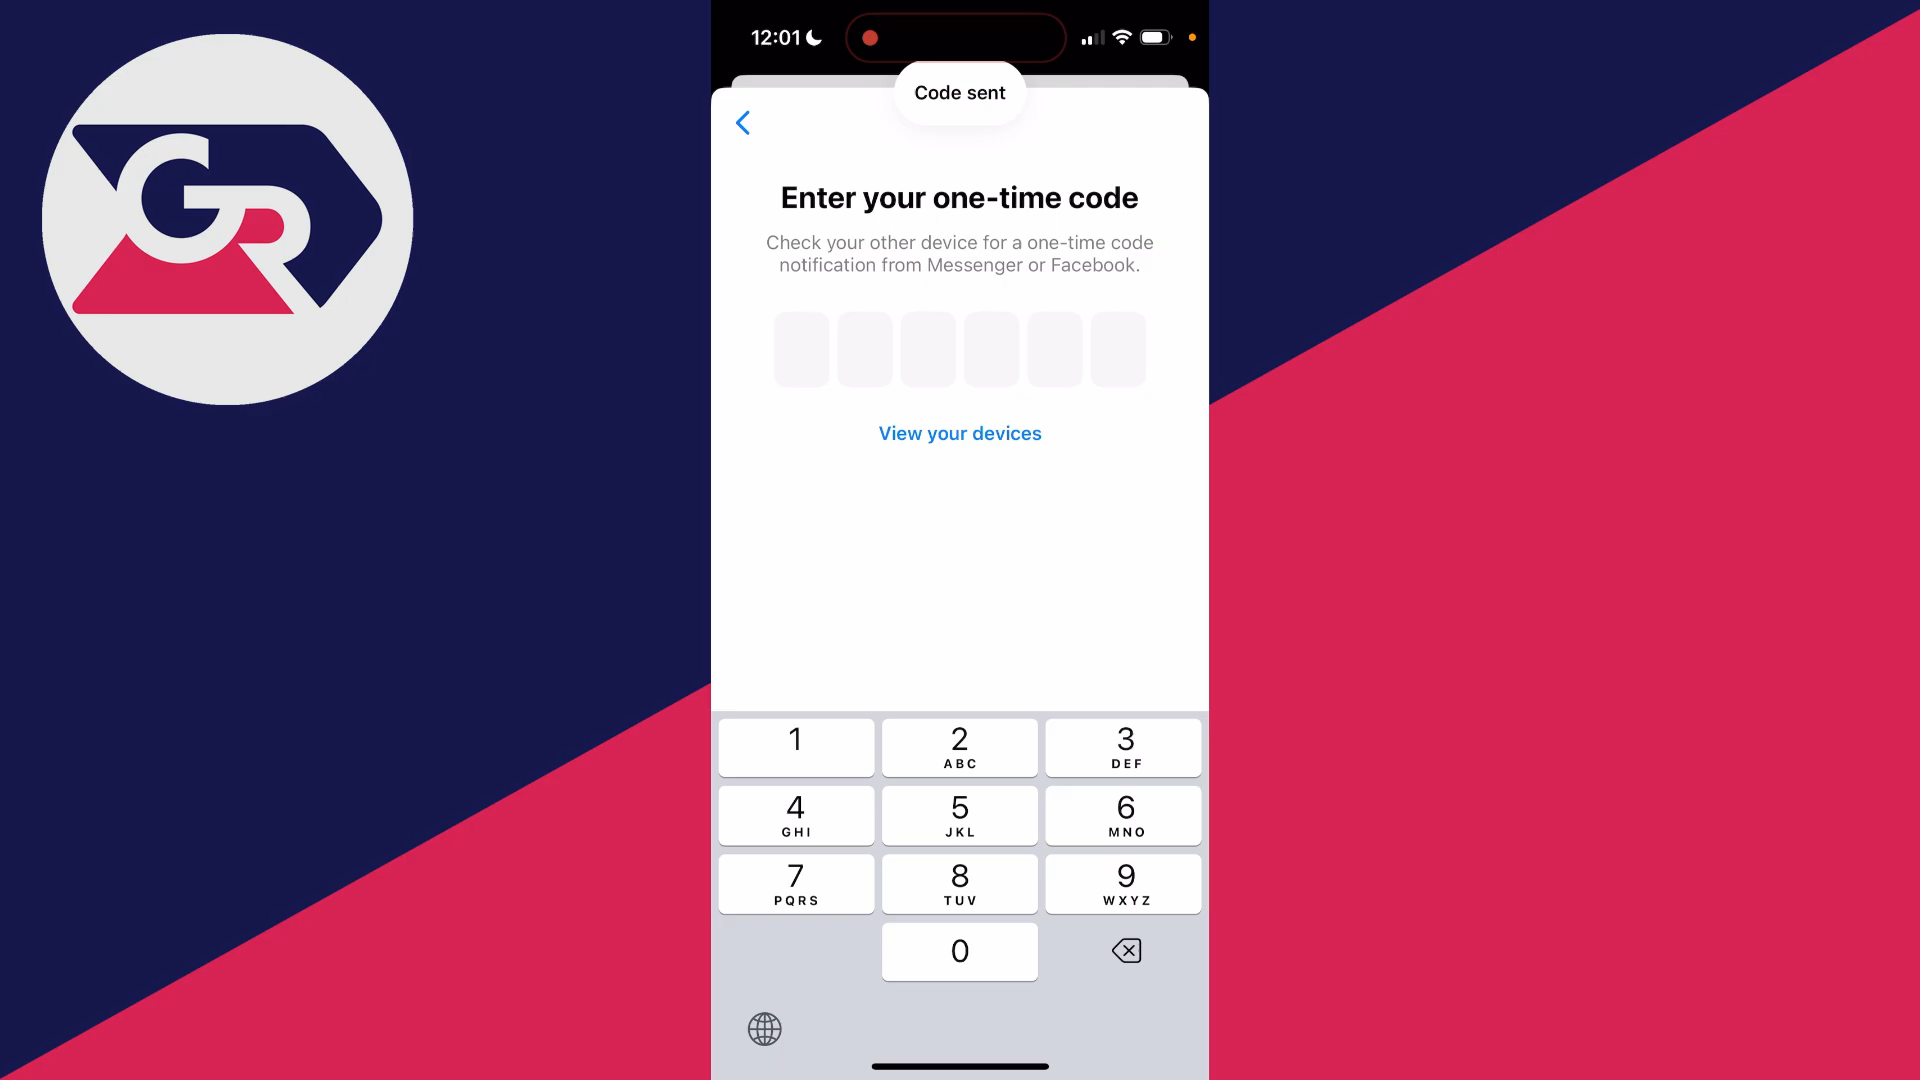 GR
12:01
Code sent
Enter your one-time code
Check your other device for a one-time code
notification from Messenger or Facebook.
View your devices
1
2
ABC
3
DEF
4
GHI
5
JKL
6
MNO
7
PQRS
8
TUV
9
WXYZ
0